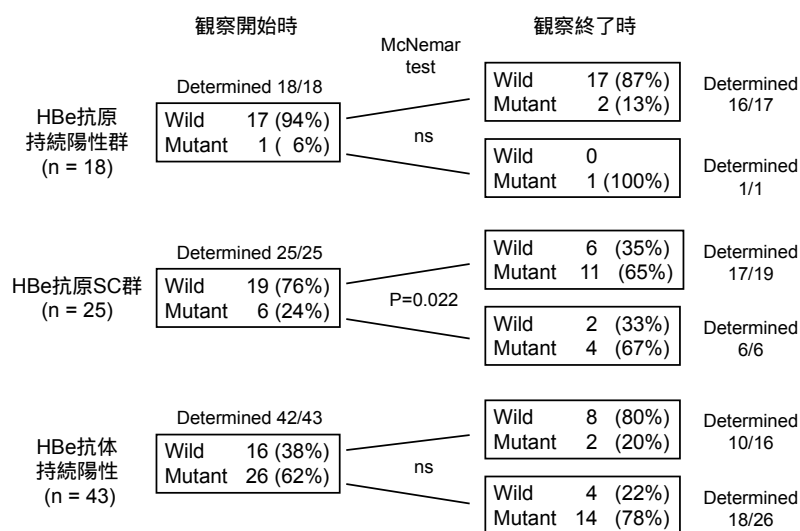 観察開始時
McNemar
test
観察終了時
HBe抗原
持続陽性群
(n = 18)
Determined 18/18
Wild 17 (94%)
Mutant 1 ( 6%)
ns
Wild 17 (87%)
Mutant 2 (13%)
Determined
16/17
Wild 0
Mutant 1 (100%)
Determined
1/1
HBe抗原SC群
(n = 25)
Determined 25/25
Wild 19 (76%)
Mutant 6 (24%)
P=0.022
Wild 6 (35%)
Mutant 11 (65%)
Determined
17/19
Wild 2 (33%)
Mutant 4 (67%)
Determined
6/6
HBe抗体
持続陽性
(n = 43)
Determined 42/43
Wild 16 (38%)
Mutant 26 (62%)
ns
Wild 8 (80%)
Mutant 2 (20%)
Determined
10/16
Wild 4 (22%)
Mutant 14 (78%)
Determined
18/26